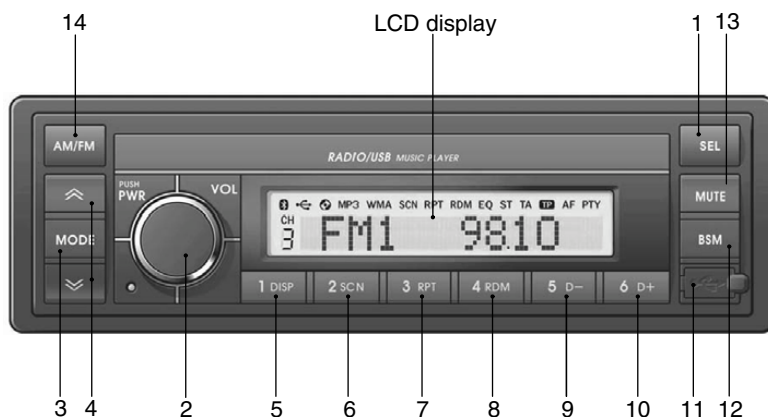 14 LCD display 1 13
AM/FM
RADIO/USB MUSIC PLAYER
SEL
PUSH
PWR
VOL
MP3 WMA SCN RPT RDM EQ ST TA TP AF PTY
MUTE
CH
3 FM1 98.10
MODE
BSM
1 DISP 2 SCN 3 RPT 4 RDM 5 D− 6 D+
3 4 2 5 6 7 8 9 10 11 12